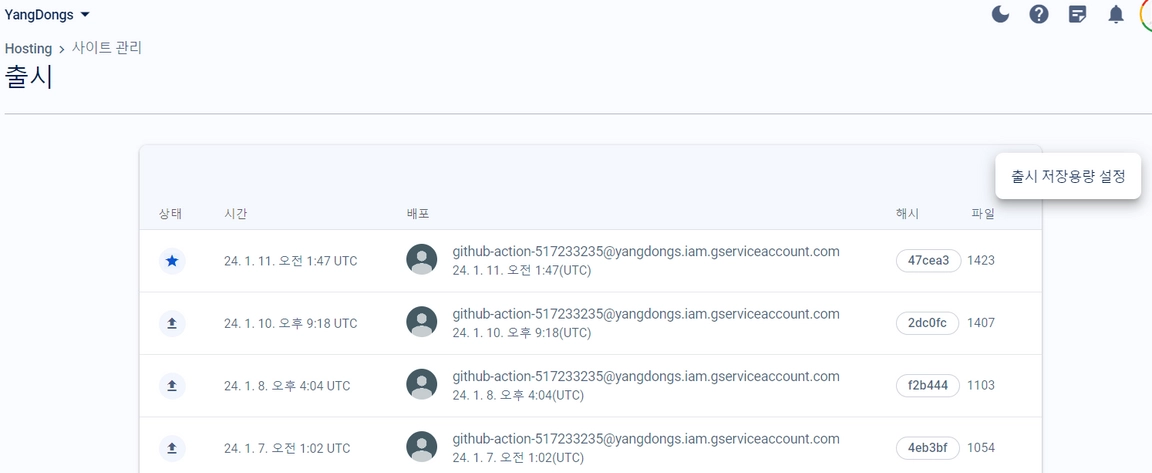 YangDongs
Hosting > 사이트 관리
출시
출시 저장용량 설정
상태 시간 배포 해시 파일
24. 1. 11. 오전 1:47 UTC github-action-517233235@yangdongs.iam.gserviceaccount.com 47cea3 1423
24. 1. 11. 오전 1:47(UTC)
24. 1. 10. 오후 9:18 UTC github-action-517233235@yangdongs.iam.gserviceaccount.com 2dc0fc 1407
24. 1. 10. 오후 9:18(UTC)
24. 1. 8. 오후 4:04 UTC github-action-517233235@yangdongs.iam.gserviceaccount.com f2b444 1103
24. 1. 8. 오후 4:04(UTC)
24. 1. 7. 오전 1:02 UTC github-action-517233235@yangdongs.iam.gserviceaccount.com 4eb3bf 1054
24. 1. 7. 오전 1:02(UTC)